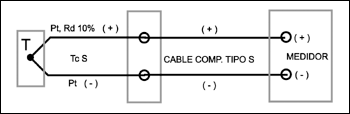 Pt, Rd 10% (+) (+)
(+)
T Tc S CABLE COMP. TIPO S MEDIDOR
(-)
Pt (-) (-)